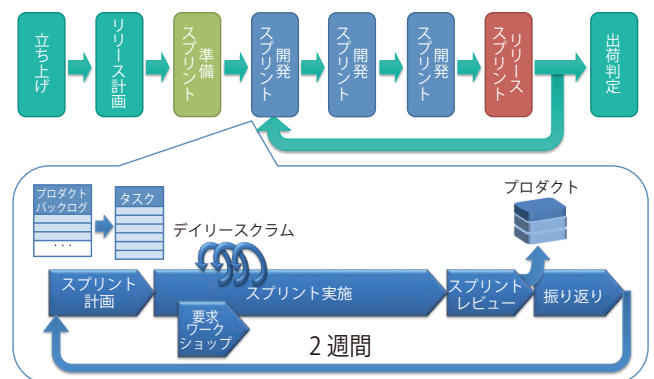 立ち上げ
リリース計画
準備
スプリント
開発
スプリント
開発
スプリント
開発
スプリント
リリース
スプリント
出荷判定
プロダクト
バックログ
. . .
タスク
デイリースクラム
プロダクト
スプリント
計画
スプリント実施
スプリント
レビュー
振り返り
要求
ワーク
ショップ
2 週間